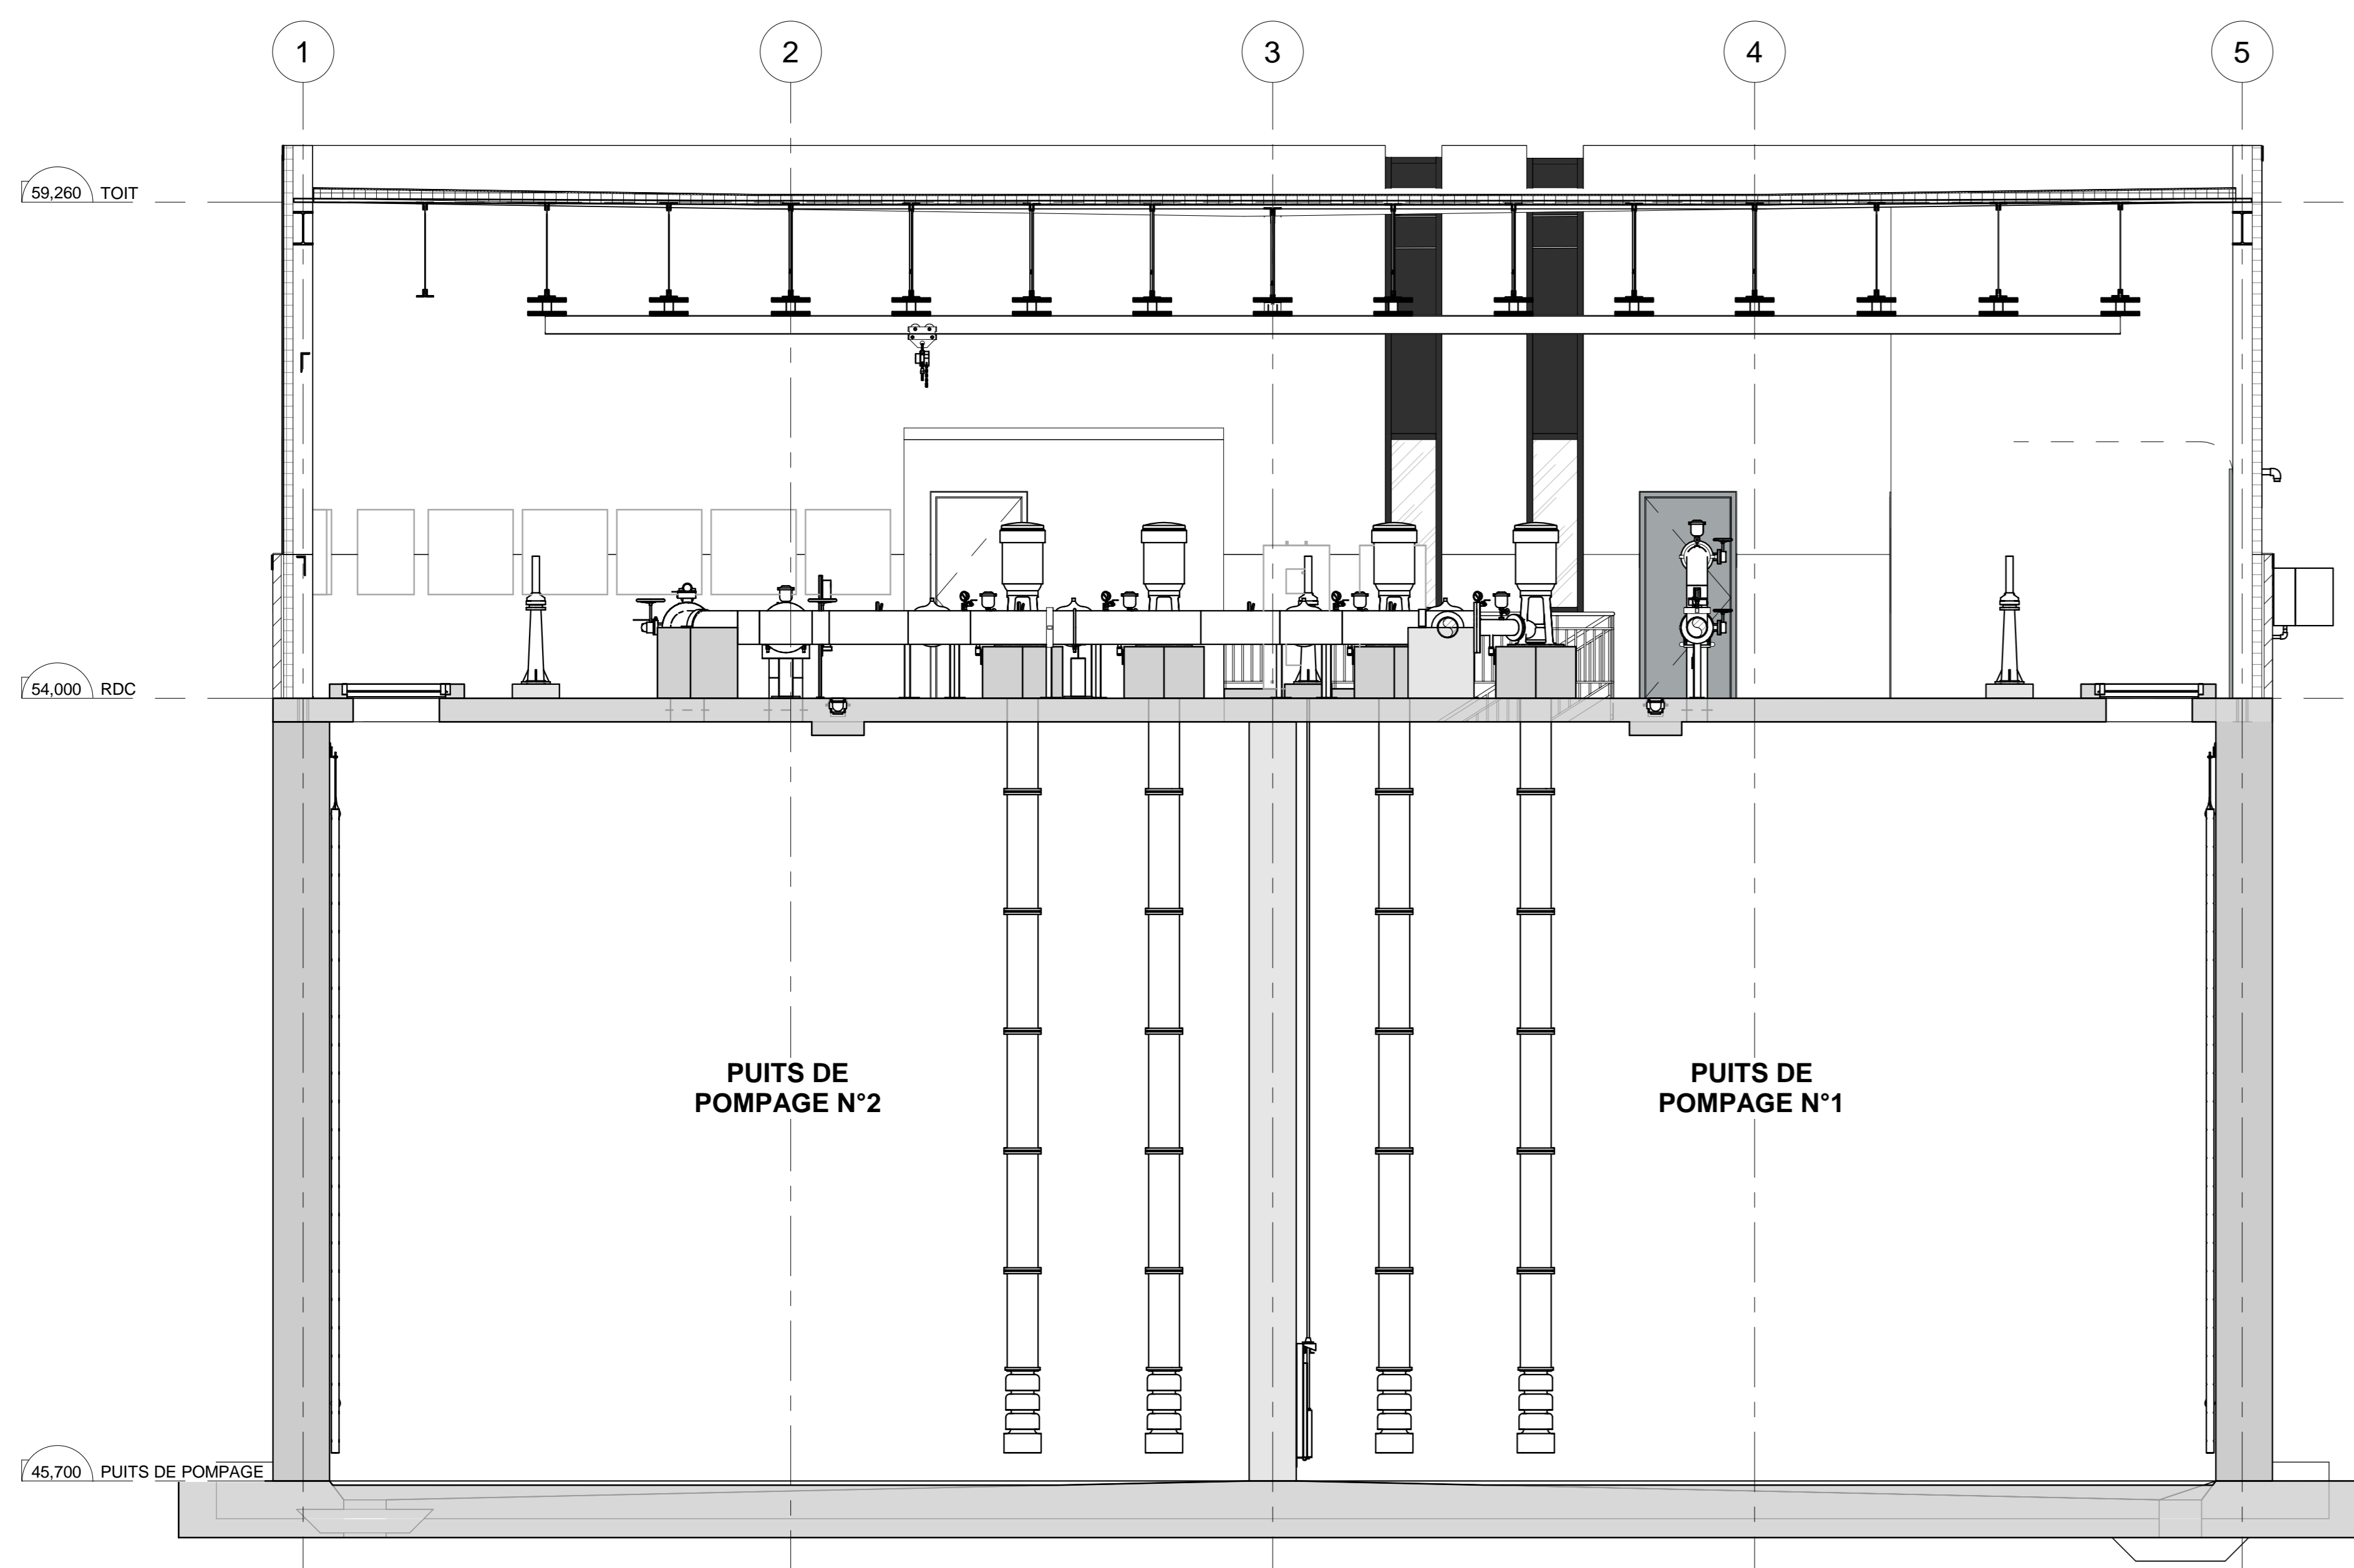 1
2
3
4
5
59,260 TOIT
54,000 RDC
PUITS DE
POMPAGE N°2
PUITS DE
POMPAGE N°1
45,700 PUITS DE POMPAGE